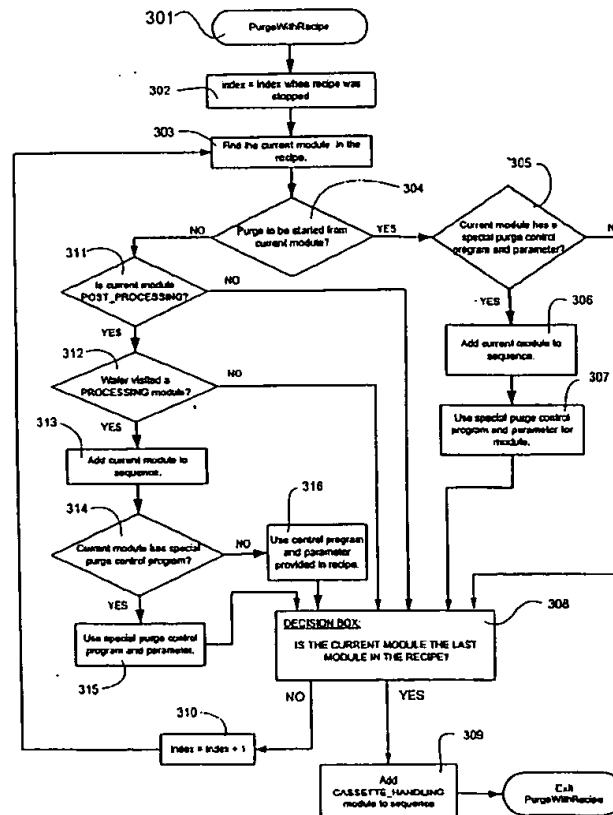 301
PurgeWithRecipe
302
Index = Index when recipe was
stopped
303
Find the current module in the
recipe.
304
Purge to be started from
current module?
NO
YES
305
Current module has a
special purge control
program and parameter?
YES
306
Add current module to
sequence.
307
Use special purge control
program and parameter for
module.
311
Is current module
POST_PROCESSING?
NO
YES
312
Wafer visited a
PROCESSING module?
NO
YES
313
Add current module to
sequence.
314
Current module has special
purge control program?
NO
YES
316
Use control program
and parameter
provided in recipe.
Use special purge control
program and parameter.
315
308
DECISION BOX:
IS THE CURRENT MODULE THE LAST
MODULE IN THE RECIPE?
NO
YES
310
Index = Index + 1
309
Add
CASSETTE_HANDLING
module to sequence
Exit
PurgeWithRecipe